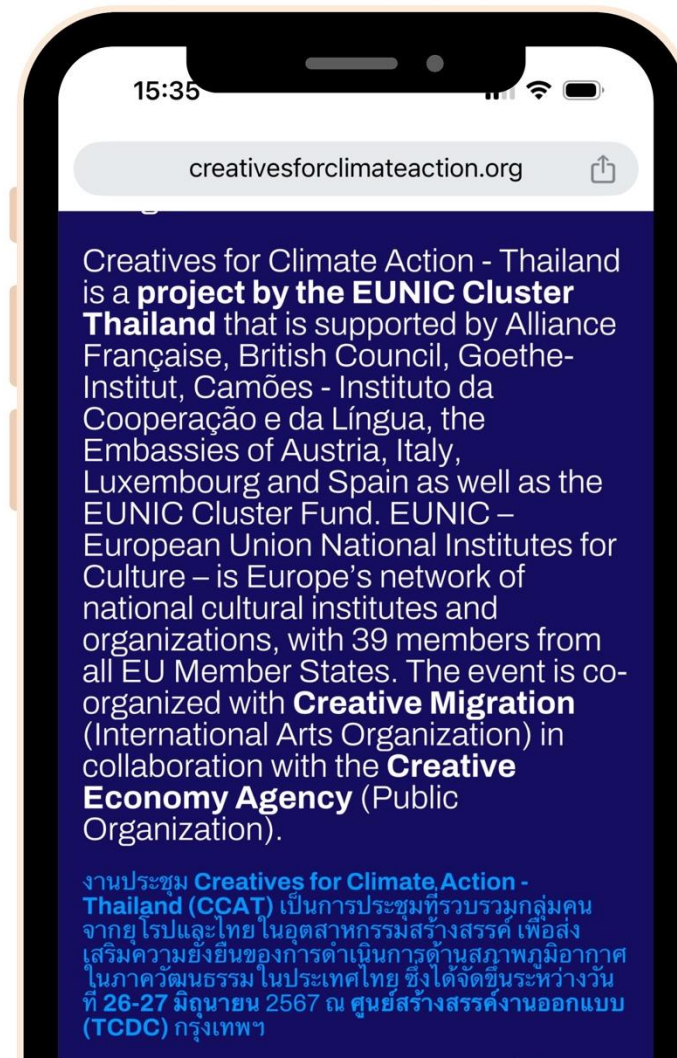 15:35
creativesforclimateaction.org
Creatives for Climate Action - Thailand
is a project by the EUNIC Cluster
Thailand that is supported by Alliance
Française, British Council, Goethe-
Institut, Camões - Instituto da
Cooperação e da Língua, the
Embassies of Austria, Italy,
Luxembourg and Spain as well as the
EUNIC Cluster Fund. EUNIC –
European Union National Institutes for
Culture – is Europe’s network of
national cultural institutes and
organizations, with 39 members from
all EU Member States. The event is co-
organized with Creative Migration
(International Arts Organization) in
collaboration with the Creative
Economy Agency (Public
Organization).
งานประชุม Creatives for Climate Action -
Thailand (CCAT) เป็นการประชุมที่รวบรวมกลุ่มคน
จากยุโรปและไทยในอุตสาหกรรมสร้างสรรค์ เพื่อส่ง
เสริมความยั่งยืนของการดำเนินการด้านสภาพภูมิอากาศ
ในภาควัฒนธรรมในประเทศไทย ซึ่งได้จัดขึ้นระหว่างวัน
ที่ 26-27 มิถุนายน 2567 ณ ศูนย์สร้างสรรค์งานออกแบบ
(TCDC) กรุงเทพฯ